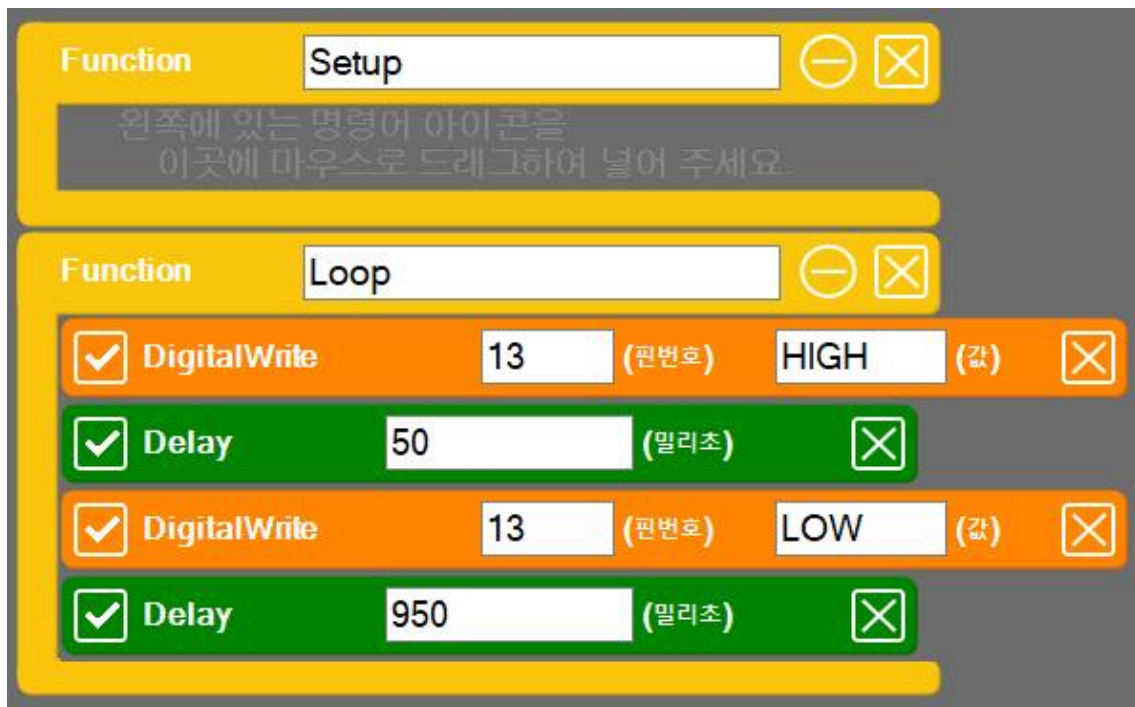 Function Setup
왼쪽에 있는 명령어 아이콘을
이곳에 마우스로 드래그하여 넣어 주세요.
Function Loop
DigitalWrite 13 (핀번호) HIGH (값)
Delay 50 (밀리초)
DigitalWrite 13 (핀번호) LOW (값)
Delay 950 (밀리초)